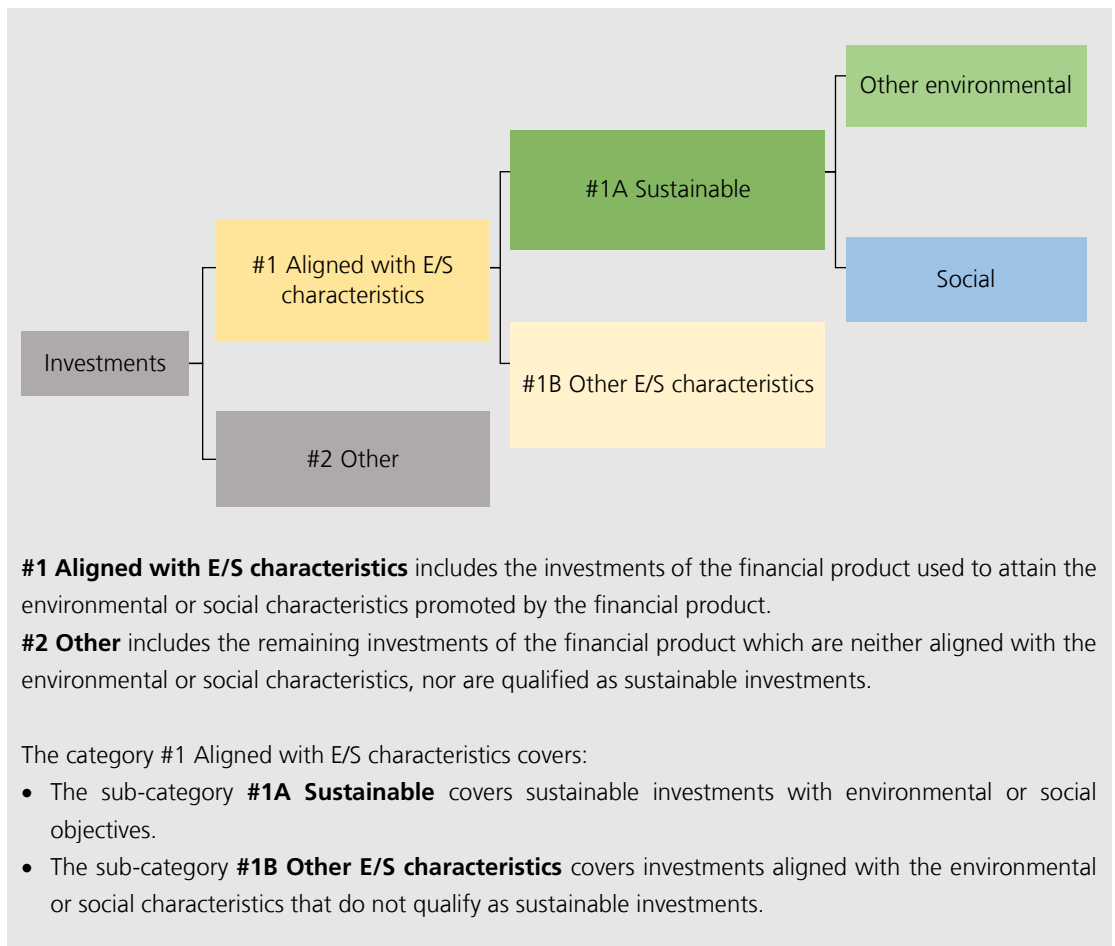 Other environmental
#1A Sustainable
#1 Aligned with E/S
characteristics
Social
Investments
#1B Other E/S characteristics
#2 Other
#1 Aligned with E/S characteristics includes the investments of the financial product used to attain the
environmental or social characteristics promoted by the financial product.
#2 Other includes the remaining investments of the financial product which are neither aligned with the
environmental or social characteristics, nor are qualified as sustainable investments.
The category #1 Aligned with E/S characteristics covers:
• The sub-category #1A Sustainable covers sustainable investments with environmental or social
objectives.
• The sub-category #1B Other E/S characteristics covers investments aligned with the environmental
or social characteristics that do not qualify as sustainable investments.